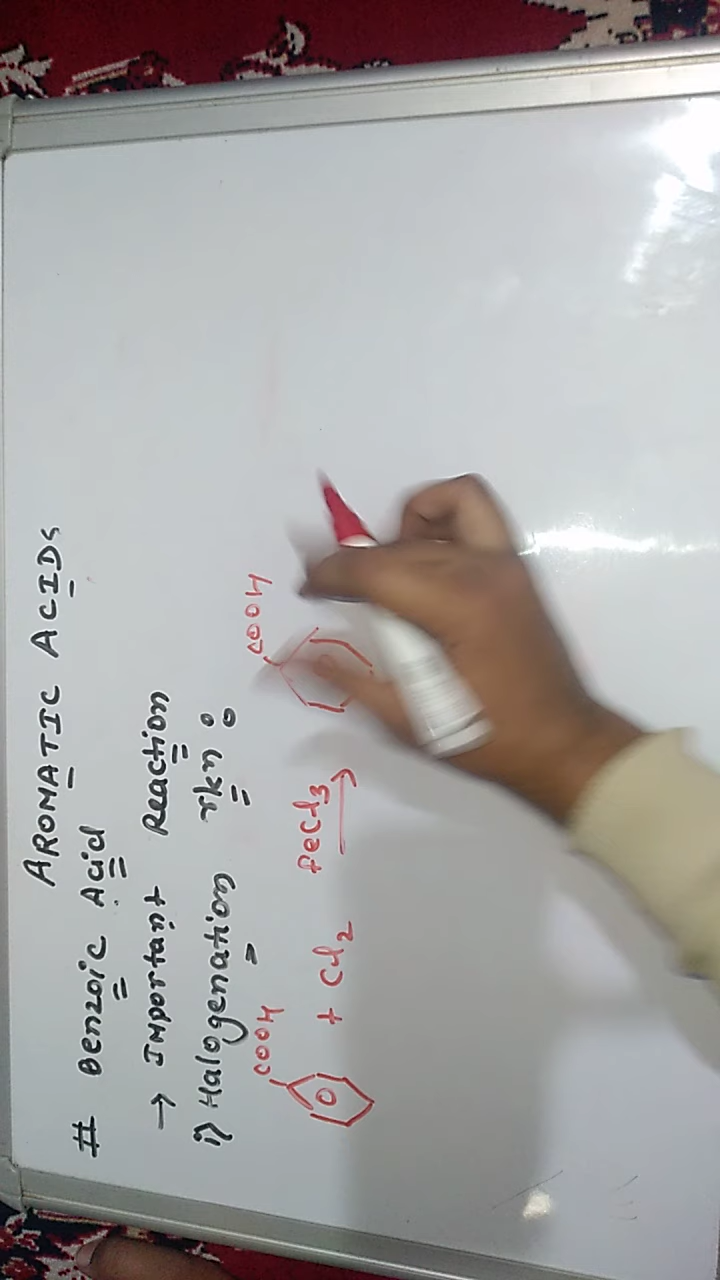 AROMATIC ACIDs
# Benzoic Acid
→ Important Reaction
i) Halogenation rkn:
COOH + Cl2 FeCl3 → COOH